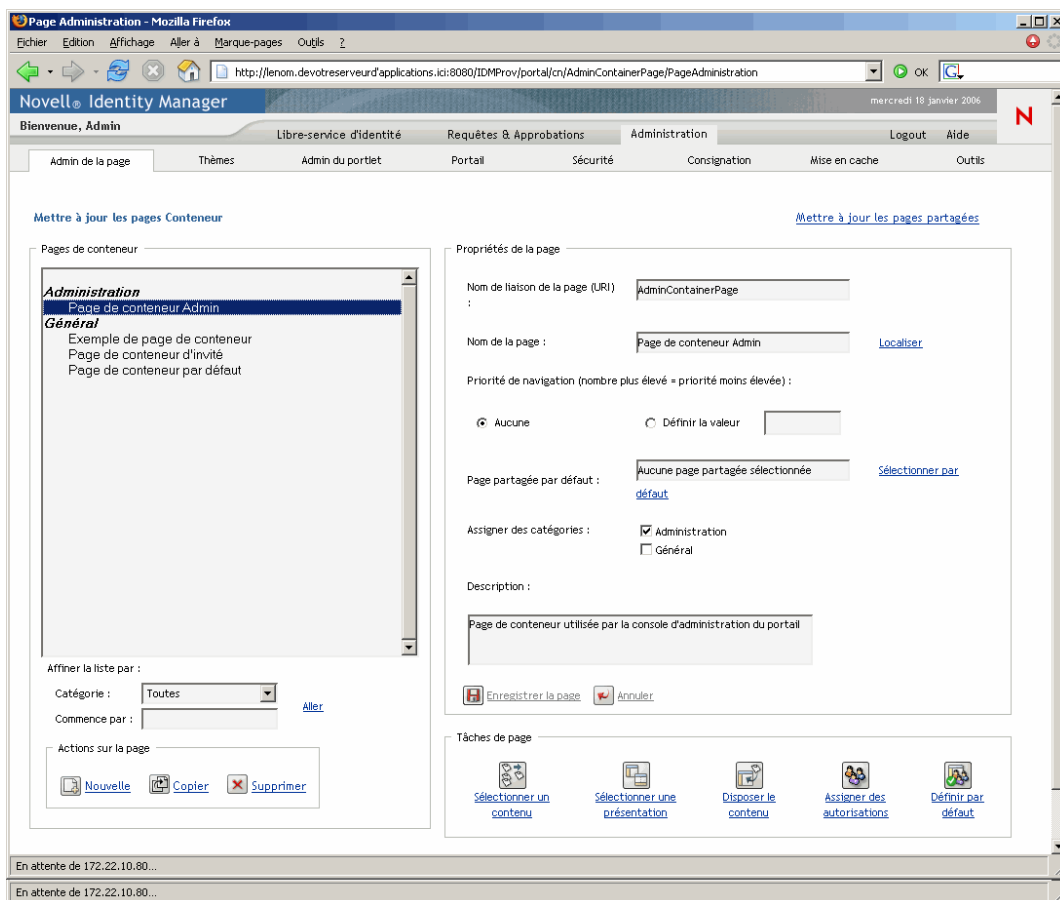 Page Administration - Mozilla Firefox
Fichier Edition Affichage Aller à Marque-pages Outils ?
http://lenom.devotreserveurd'applications.ici:8080/IDMProv/portal/cn/AdminContainerPage/PageAdministration OK G
Novell® Identity Manager mercredi 18 janvier 2006
N
Bienvenue, Admin
Libre-service d'identité Requêtes & Approbations Administration Logout Aide
Admin de la page Thèmes Admin du portlet Portail Sécurité Consignation Mise en cache Outils
Mettre à jour les pages Conteneur Mettre à jour les pages partagées
Pages de conteneur
Administration
Page de conteneur Admin
Général
Exemple de page de conteneur
Page de conteneur d'invité
Page de conteneur par défaut
Affiner la liste par :
Catégorie : Toutes
Aller
Commence par :
Actions sur la page
Nouvelle Copier Supprimer
Propriétés de la page
Nom de liaison de la page (URI) : AdminContainerPage
Nom de la page : Page de conteneur Admin Localiser
Priorité de navigation (nombre plus élevé = priorité moins élevée) :
Aucune Définir la valeur
Page partagée par défaut : Aucune page partagée sélectionnée Sélectionner par
défaut
Assigner des catégories : Administration
Général
Description :
Page de conteneur utilisée par la console d'administration du portail
Enregistrer la page Annuler
Tâches de page
Sélectionner un contenu
Sélectionner une présentation
Disposer le contenu
Assigner des autorisations
Définir par défaut
En attente de 172.22.10.80...
En attente de 172.22.10.80...